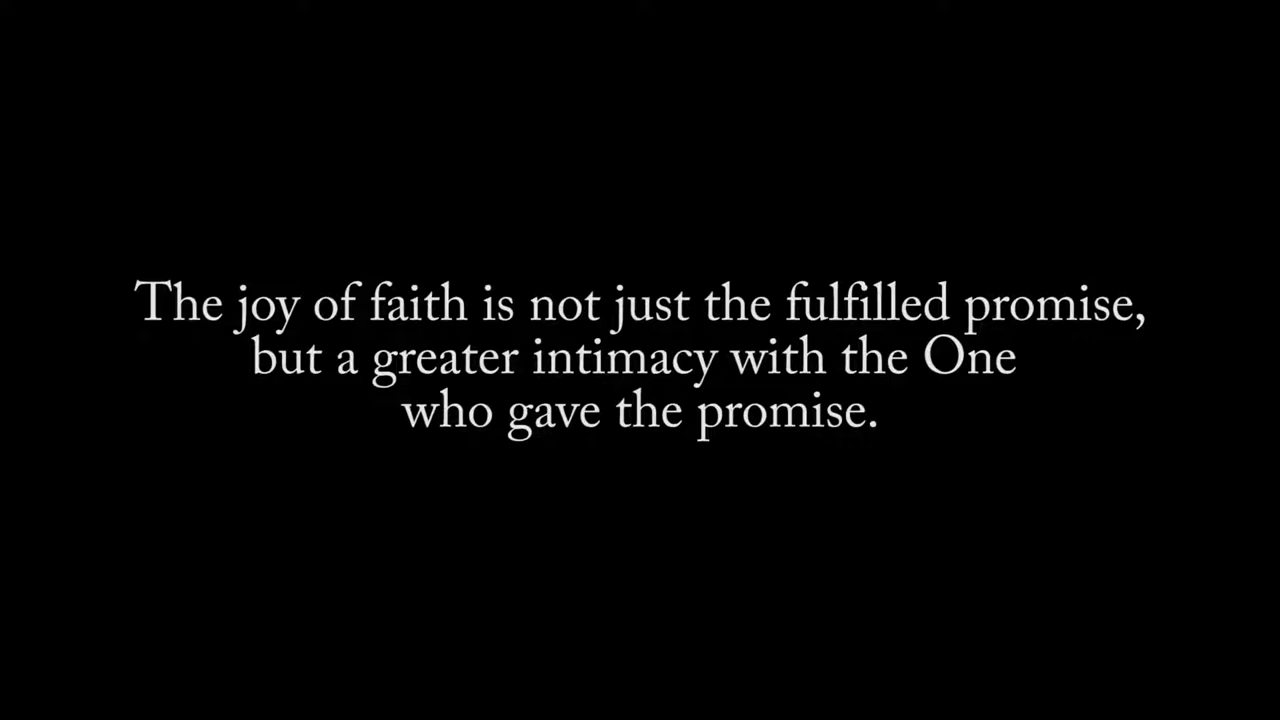 The joy of faith is not just the fulfilled promise,
but a greater intimacy with the One
who gave the promise.